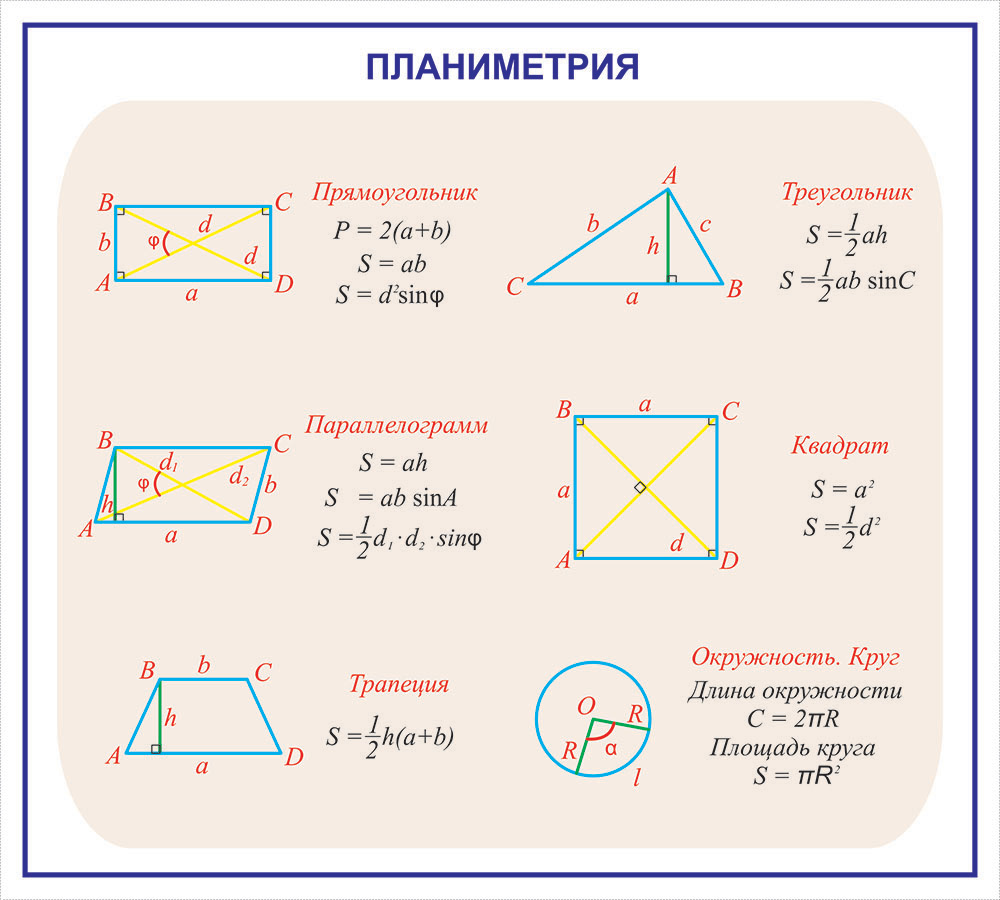 ПЛАНИМЕТРИЯ
B C
b φ d d
A a D
Прямоугольник
P = 2(a+b)
S = ab
S = d²sinφ
A
b c
h
C a B
Треугольник
S = 1/2 ah
S = 1/2 ab sinC
B C
d₁ d₂ b
φ
h
A a D
Параллелограмм
S = ah
S = ab sinA
S = 1/2 d₁ · d₂ · sinφ
B a C
a
A d D
Квадрат
S = a²
S = 1/2 d²
B b C
h
A a D
Трапеция
S = 1/2 h(a+b)
O R
R α
l
Окружность. Круг
Длина окружности
C = 2πR
Площадь круга
S = πR²